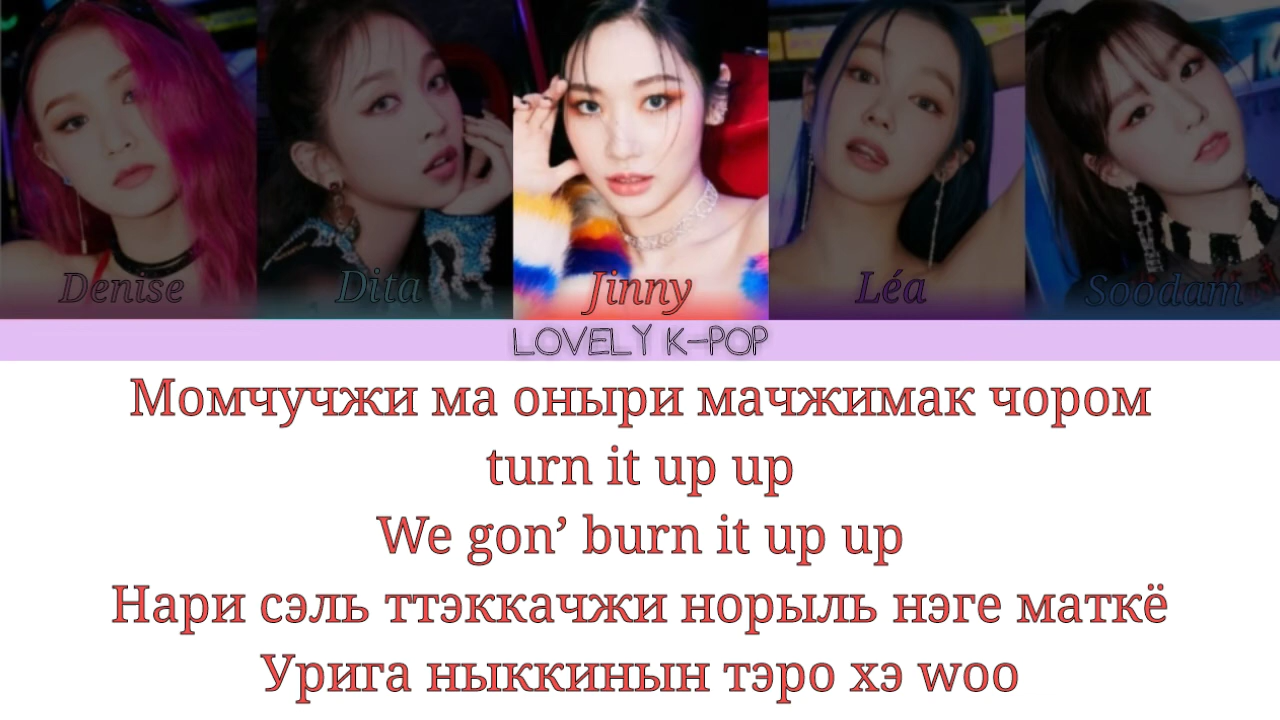 Denise Dita Jinny Léa Soodam
LOVELY K-POP
Момчучжи ма оныри мачжимак чором
turn it up up
We gon’ burn it up up
Нари сэль ттэккачжи норыль нэге маткё
Урига ныккинын тэро хэ woo